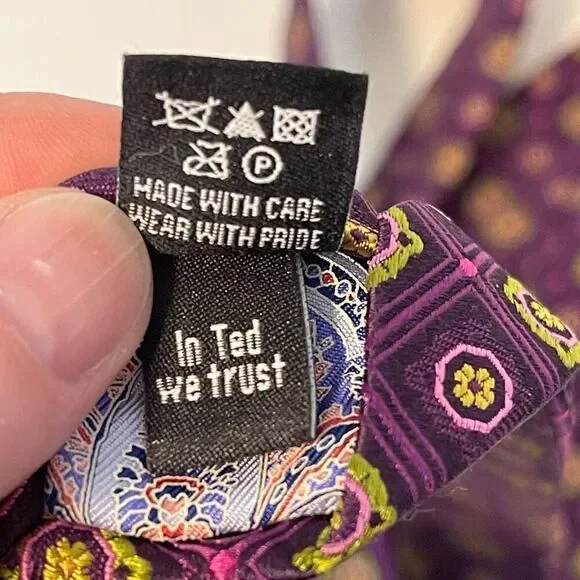 P
MADE WITH CARE
WEAR WITH PRIDE
In Ted
we trust